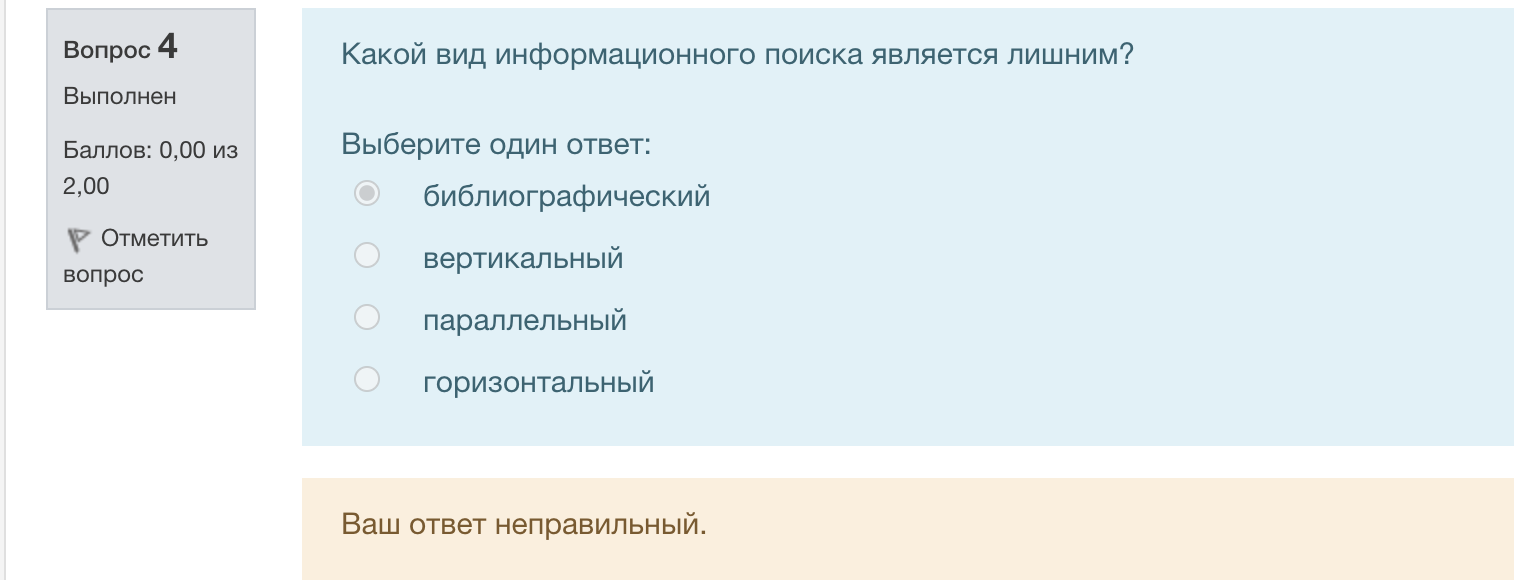 Вопрос 4
Выполнен
Баллов: 0,00 из
2,00
Отметить
вопрос
Какой вид информационного поиска является лишним?
Выберите один ответ:
библиографический
вертикальный
параллельный
горизонтальный
Ваш ответ неправильный.